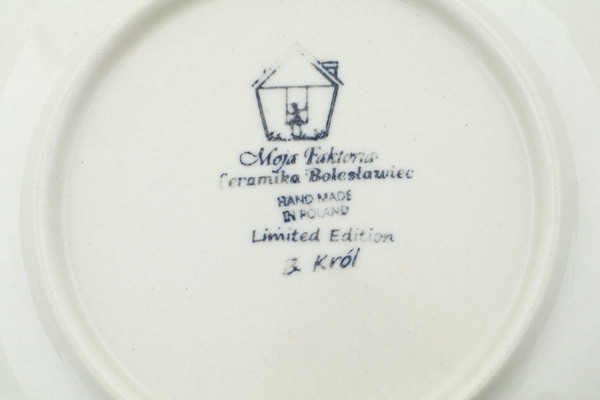 Moja Faktoria
Ceramika Bolesławiec
HAND MADE
IN POLAND
Limited Edition
B. Król